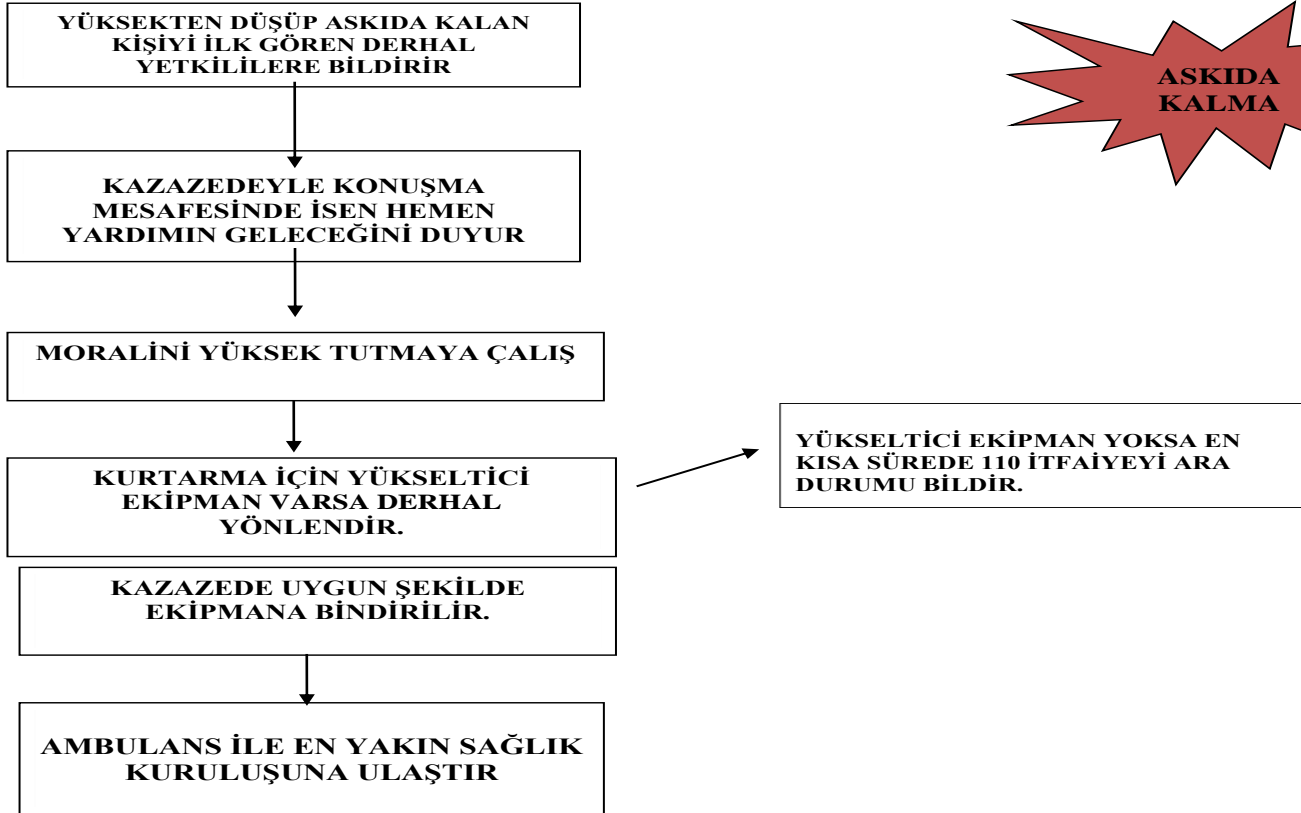 YÜKSEKTEN DÜŞÜP ASKIDA KALAN
KİŞİYİ İLK GÖREN DERHAL
YETKİLİLERE BİLDİRİR
ASKIDA
KALMA
KAZAZEDEYLE KONUŞMA
MESAFESİNDE İSEN HEMEN
YARDIMIN GELECEĞİNİ DUYUR
MORALİNİ YÜKSEK TUTMAYA ÇALIŞ
KURTARMA İÇİN YÜKSELTİCİ
EKİPMAN VARSA DERHAL
YÖNLENDİR.
YÜKSELTİCİ EKİPMAN YOKSA EN
KISA SÜREDE 110 İTFAİYEYİ ARA
DURUMU BİLDİR.
KAZAZEDE UYGUN ŞEKİLDE
EKİPMANA BİNDİRİLİR.
AMBULANS İLE EN YAKIN SAĞLIK
KURULUŞUNA ULAŞTIR